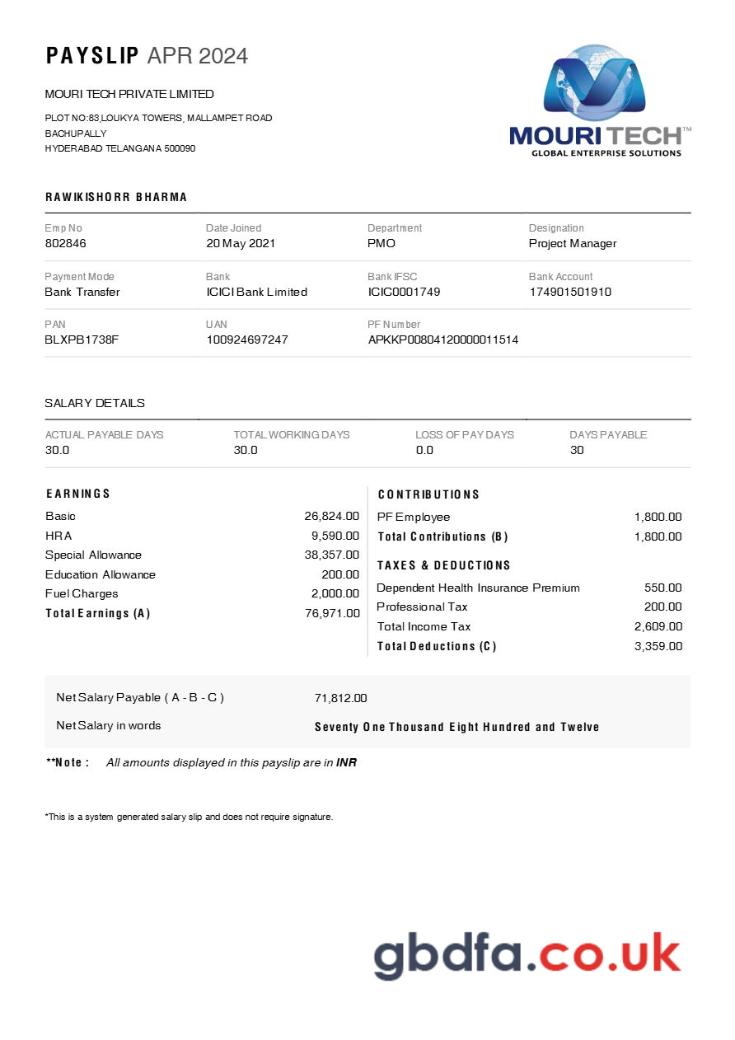 PAYSLIP APR 2024
MOURI TECH PRIVATE LIMITED
PLOT NO:83,LOUKYA TOWERS, MALLAMPET ROAD
BACHUPALLY
HYDERABAD TELANGANA 500090
MOURI TECH™
GLOBAL ENTERPRISE SOLUTIONS
RAWIKISHORR BHARMA
Emp No Date Joined Department Designation
802846 20 May 2021 PMO Project Manager
Payment Mode Bank Bank IFSC Bank Account
Bank Transfer ICICI Bank Limited ICIC0001749 174901501910
PAN UAN PF Number
BLXPB1738F 100924697247 APKKP00804120000011514
SALARY DETAILS
ACTUAL PAYABLE DAYS TOTAL WORKING DAYS LOSS OF PAY DAYS DAYS PAYABLE
30.0 30.0 0.0 30
EARNINGS
Basic 26,824.00
HRA 9,590.00
Special Allowance 38,357.00
Education Allowance 200.00
Fuel Charges 2,000.00
Total Earnings (A) 76,971.00
CONTRIBUTIONS
PF Employee 1,800.00
Total Contributions (B) 1,800.00
TAXES & DEDUCTIONS
Dependent Health Insurance Premium 550.00
Professional Tax 200.00
Total Income Tax 2,609.00
Total Deductions (C) 3,359.00
Net Salary Payable ( A - B - C ) 71,812.00
Net Salary in words Seventy One Thousand Eight Hundred and Twelve
**Note : All amounts displayed in this payslip are in INR
*This is a system generated salary slip and does not require signature.
gbdfa.co.uk